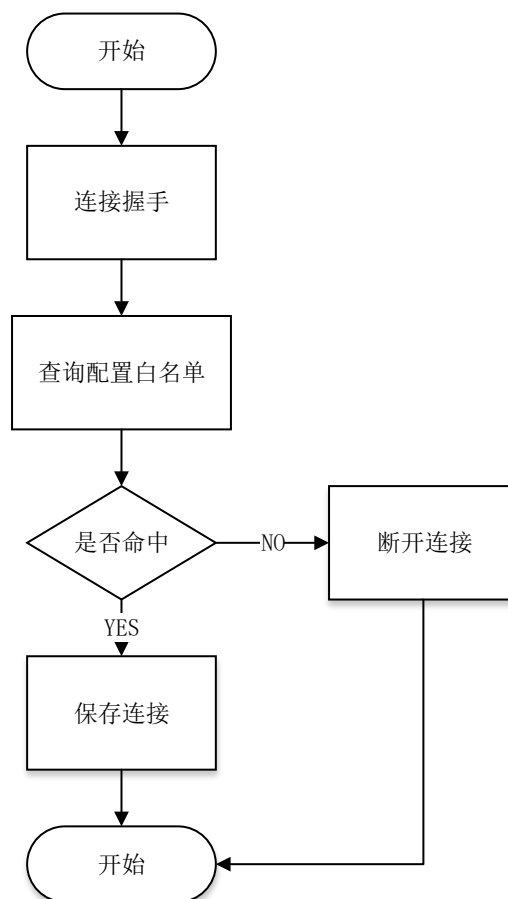 开始
连接握手
查询配置白名单
是否命中
NO
断开连接
YES
保存连接
开始